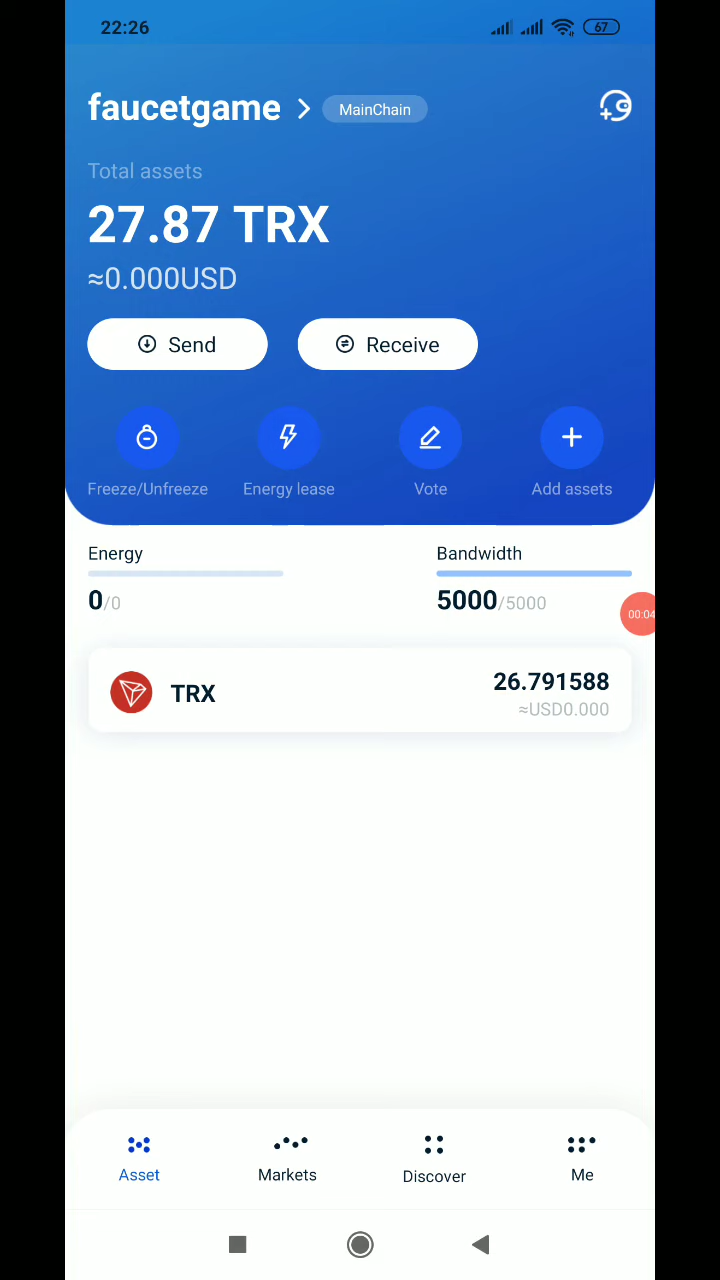 22:26
67
faucetgame
MainChain
Total assets
27.87 TRX
≈0.000USD
Send
Receive
Freeze/Unfreeze
Energy lease
Vote
Add assets
Energy
Bandwidth
0/0
5000/5000
00:04
TRX
26.791588
≈USD0.000
Asset
Markets
Discover
Me